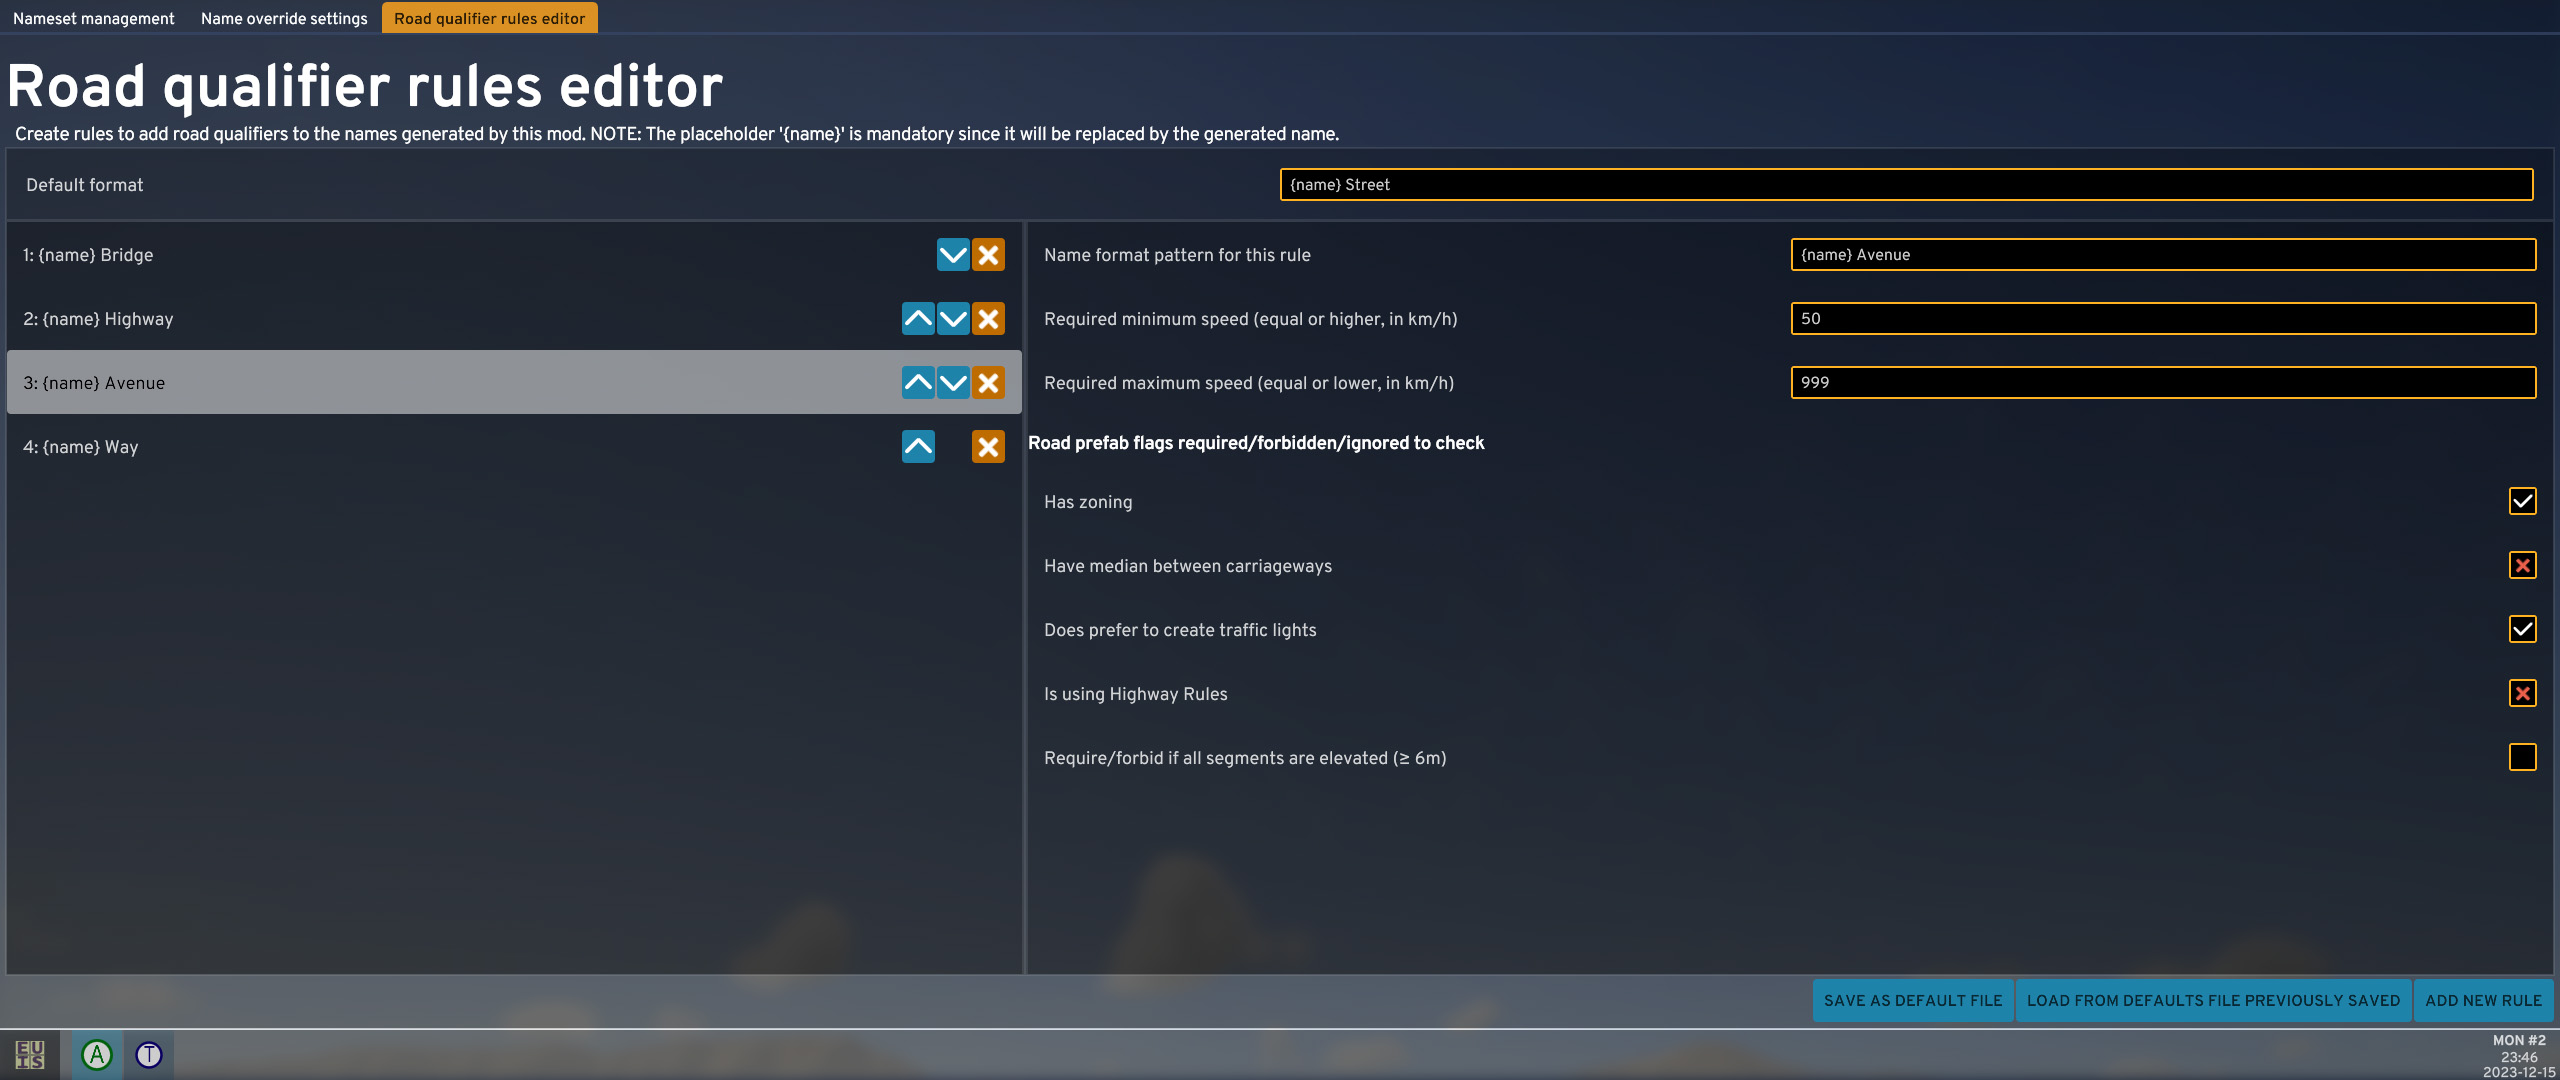 Nameset management Name override settings Road qualifier rules editor
Road qualifier rules editor
Create rules to add road qualifiers to the names generated by this mod. NOTE: The placeholder '{name}' is mandatory since it will be replaced by the generated name.
Default format {name} Street
1: {name} Bridge
2: {name} Highway
3: {name} Avenue
4: {name} Way
Name format pattern for this rule {name} Avenue
Required minimum speed (equal or higher, in km/h) 50
Required maximum speed (equal or lower, in km/h) 999
Road prefab flags required/forbidden/ignored to check
Has zoning
Have median between carriageways
Does prefer to create traffic lights
Is using Highway Rules
Require/forbid if all segments are elevated (≥ 6m)
SAVE AS DEFAULT FILE LOAD FROM DEFAULTS FILE PREVIOUSLY SAVED ADD NEW RULE
EU
IS
A T
MON #2
23:46
2023-12-15